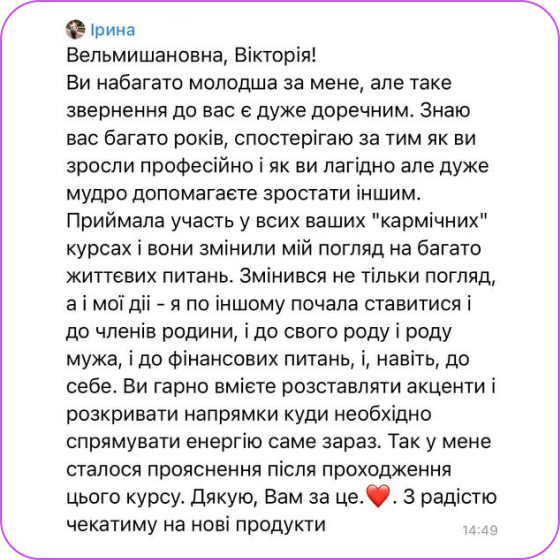 Ірина
Вельмишановна, Вікторія!
Ви набагато молодша за мене, але таке
звернення до вас є дуже доречним. Знаю
вас багато років, спостерігаю за тим як ви
зросли професійно і як ви лагідно але дуже
мудро допомагаєте зростати іншим.
Приймала участь у всих ваших "кармічних"
курсах і вони змінили мій погляд на багато
життєвих питань. Змінився не тільки погляд,
а і мої діі - я по іншому почала ставитися і
до членів родини, і до свого роду і роду
мужа, і до фінансових питань, і, навіть, до
себе. Ви гарно вмієте розставляти акценти і
розкривати напрямки куди необхідно
спрямувати енергію саме зараз. Так у мене
сталося прояснення після проходження
цього курсу. Дякую, Вам за це.❤️. З радістю
чекатиму на нові продукти
14:49